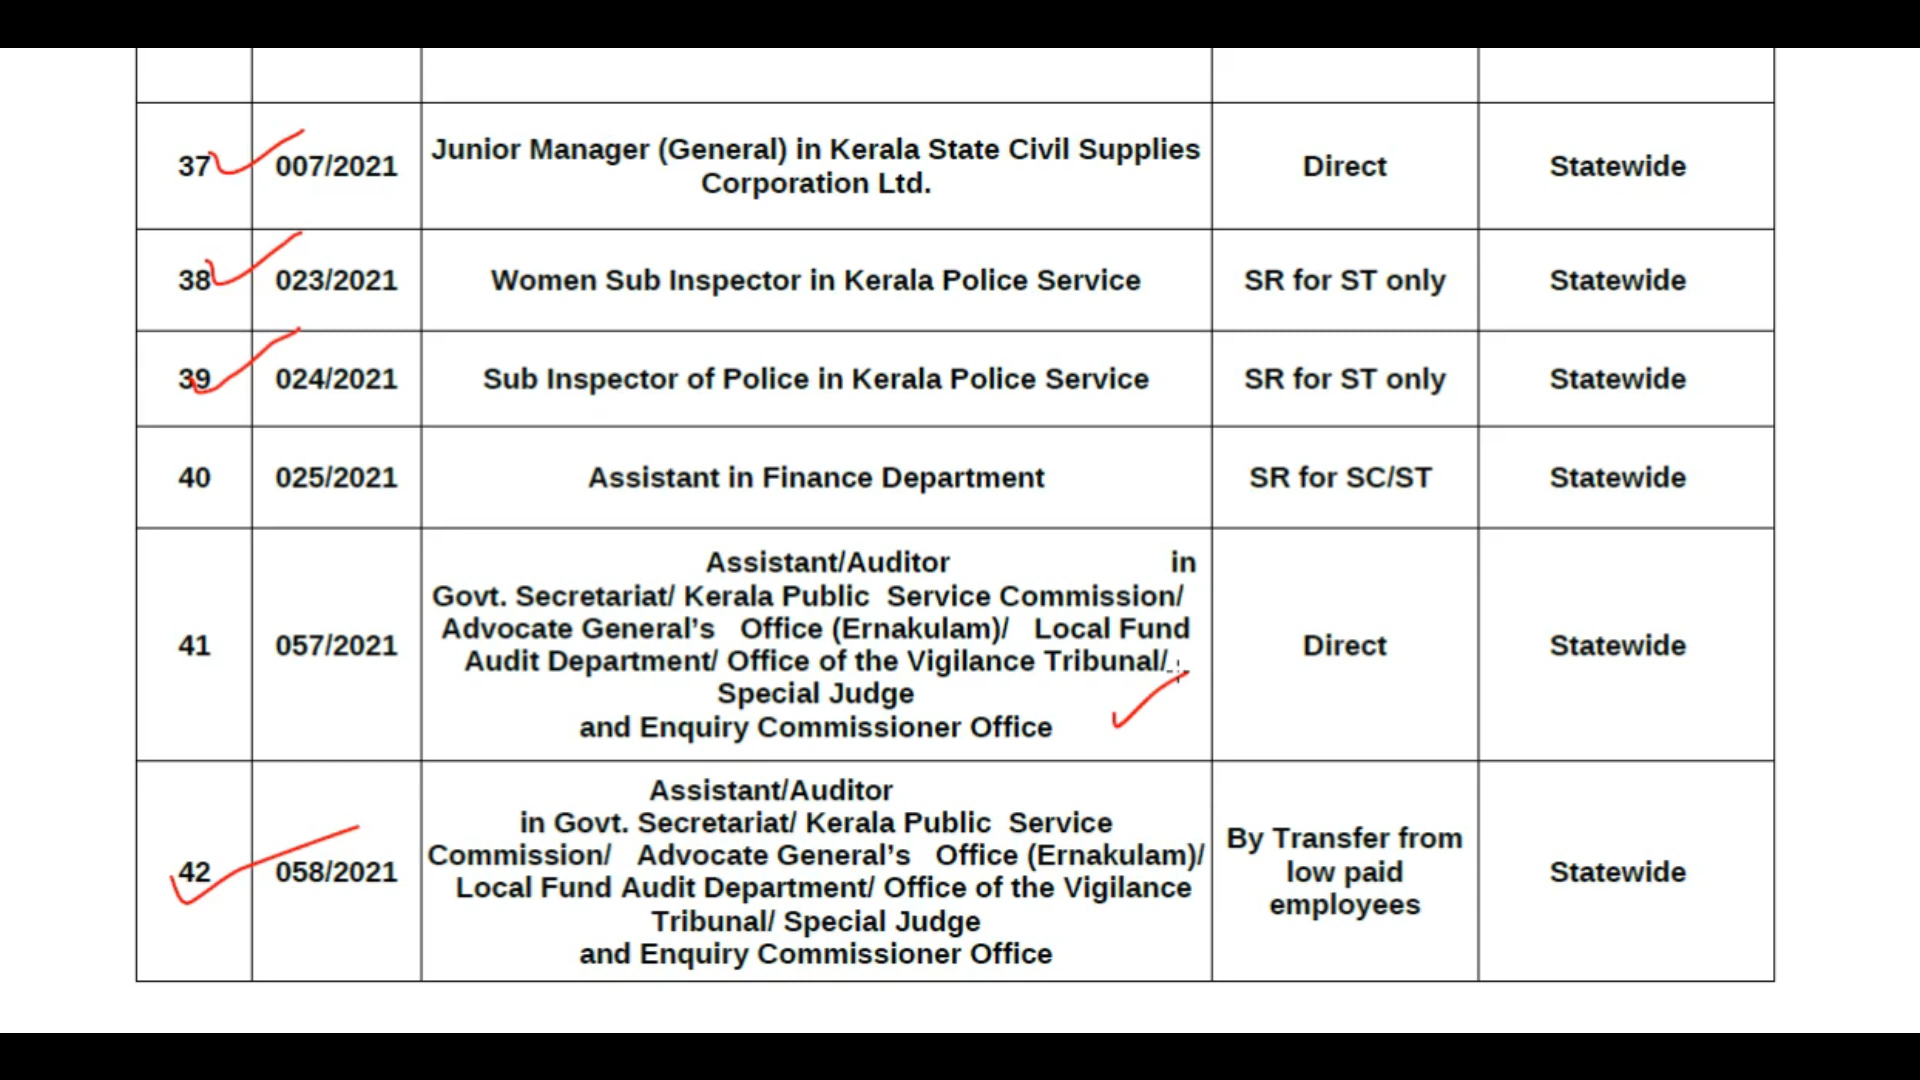 37 007/2021 Junior Manager (General) in Kerala State Civil Supplies Corporation Ltd. Direct Statewide
38 023/2021 Women Sub Inspector in Kerala Police Service SR for ST only Statewide
39 024/2021 Sub Inspector of Police in Kerala Police Service SR for ST only Statewide
40 025/2021 Assistant in Finance Department SR for SC/ST Statewide
41 057/2021
Assistant/Auditor in
Govt. Secretariat/ Kerala Public Service Commission/
Advocate General’s Office (Ernakulam)/ Local Fund
Audit Department/ Office of the Vigilance Tribunal/
Special Judge
and Enquiry Commissioner Office
Direct Statewide
42 058/2021
Assistant/Auditor
in Govt. Secretariat/ Kerala Public Service
Commission/ Advocate General’s Office (Ernakulam)/
Local Fund Audit Department/ Office of the Vigilance
Tribunal/ Special Judge
and Enquiry Commissioner Office
By Transfer from
low paid
employees
Statewide